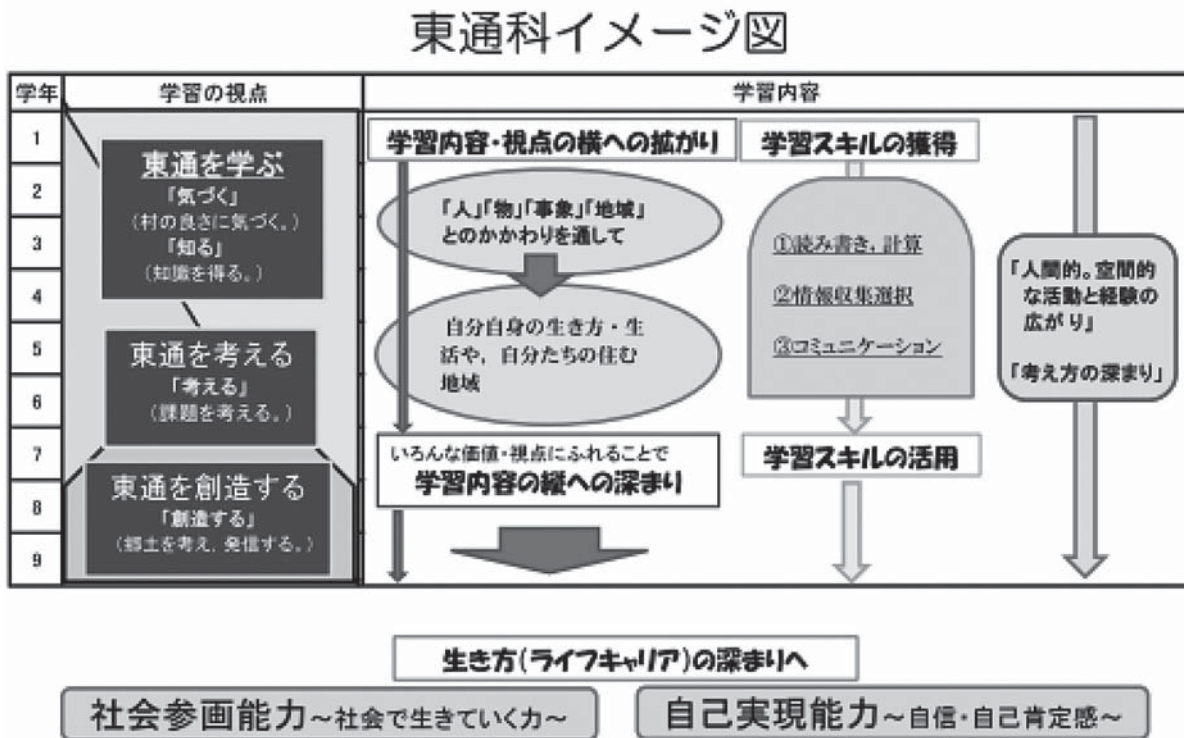 東通科イメージ図
学年
学習の視点
学習内容
1
2
3
4
5
6
7
8
9
東通を学ぶ
「気づく」
(村の良さに気づく。)
「知る」
(知識を得る。)
東通を考える
「考える」
(課題を考える。)
東通を創造する
「創造する」
(郷土を考え,発信する。)
学習内容・視点の横への拡がり
「人」「物」「事象」「地域」
とのかかわりを通して
自分自身の生き方・生
活や,自分たちの住む
地域
いろんな価値・視点にふれることで
学習内容の縦への深まり
学習スキルの獲得
①読み書き,計算
②情報収集選択
③コミュニケーション
学習スキルの活用
「人間的。空間的
な活動と経験の
広がり」
「考え方の深まり」
生き方(ライフキャリア)の深まりへ
社会参画能力~社会で生きていく力~
自己実現能力~自信・自己肯定感~